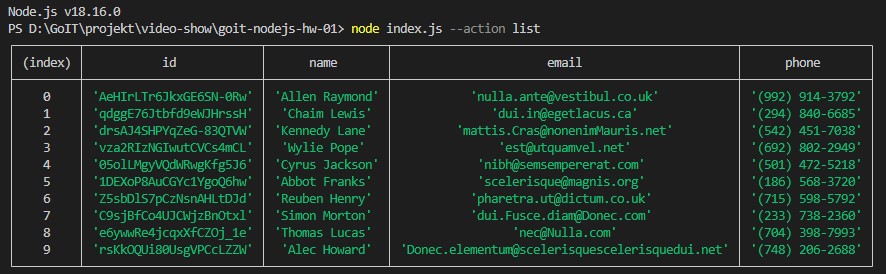 Node.js v18.16.0
PS D:\GoIT\projekt\video-show\goit-nodejs-hw-01> node index.js --action list
(index) id name email phone
0 'AeHIrLTr6JkxGE6SN-0Rw' 'Allen Raymond' 'nulla.ante@vestibul.co.uk' '(992) 914-3792'
1 'qdggE76Jtbfd9eWJHrssH' 'Chaim Lewis' 'dui.in@egetlacus.ca' '(294) 840-6685'
2 'drsAJ4SHPYqZeG-83QTVW' 'Kennedy Lane' 'mattis.Cras@nonenimMauris.net' '(542) 451-7038'
3 'vza2RIzNGIwutCVCs4mCL' 'Wylie Pope' 'est@utquamvel.net' '(692) 802-2949'
4 '05olLMgyVQdWRwgKfg5J6' 'Cyrus Jackson' 'nibh@semsempererat.com' '(501) 472-5218'
5 '1DEXoP8AuCGYc1YgoQ6hw' 'Abbot Franks' 'scelerisque@magnis.org' '(186) 568-3720'
6 'Z5sbDlS7pCzNsnAHLtDJd' 'Reuben Henry' 'pharetra.ut@dictum.co.uk' '(715) 598-5792'
7 'C9sjBfCo4UJCWjzBnOtxl' 'Simon Morton' 'dui.Fusce.diam@Donec.com' '(233) 738-2360'
8 'e6ywwRe4jcqxXfCZOj_1e' 'Thomas Lucas' 'nec@Nulla.com' '(704) 398-7993'
9 'rsKkOQUi80UsgVPCcLZZW' 'Alec Howard' 'Donec.elementum@scelerisquescelerisquedui.net' '(748) 206-2688'